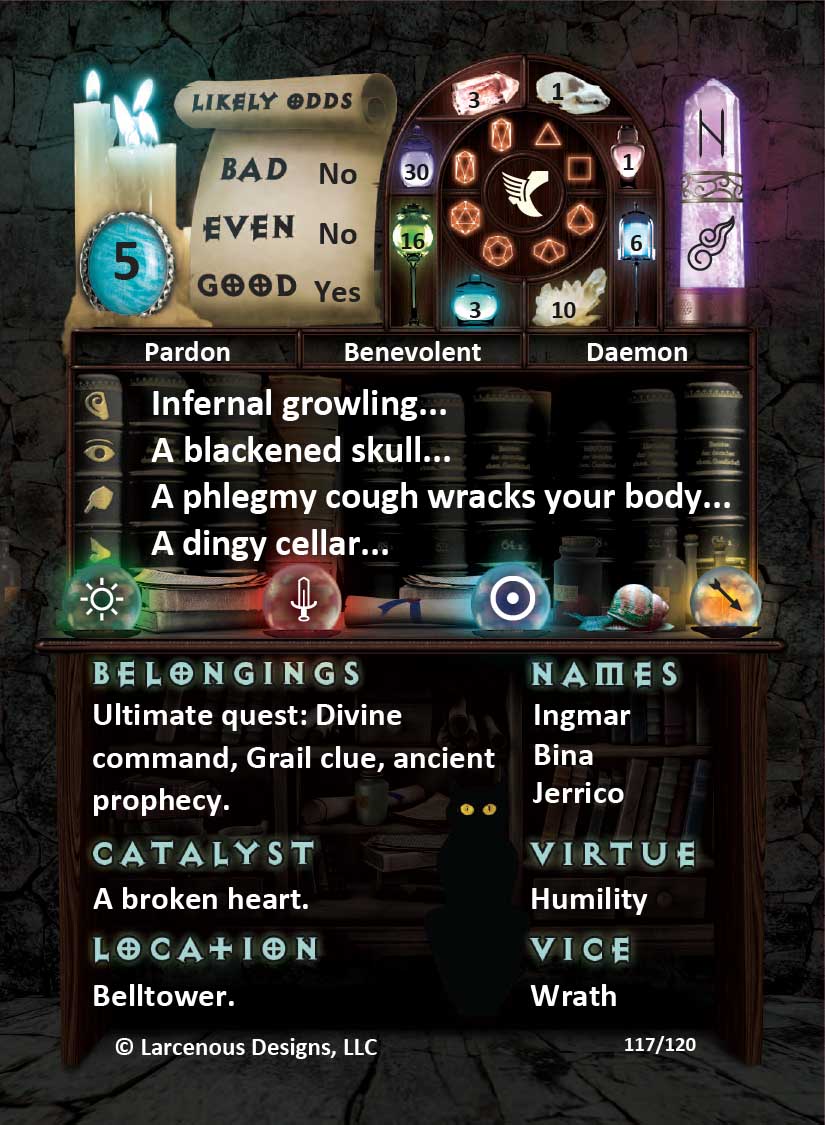 LIKELY ODDS
BAD No
EVEN No
GOOD Yes
5
3
1
30
1
16
6
3
10
Pardon Benevolent Daemon
Infernal growling...
A blackened skull...
A phlegmy cough wracks your body...
A dingy cellar...
BELONGINGS
Ultimate quest: Divine
command, Grail clue, ancient
prophecy.
CATALYST
A broken heart.
LOCATION
Belltower.
NAMES
Ingmar
Bina
Jerrico
VIRTUE
Humility
VICE
Wrath
© Larcenous Designs, LLC
117/120